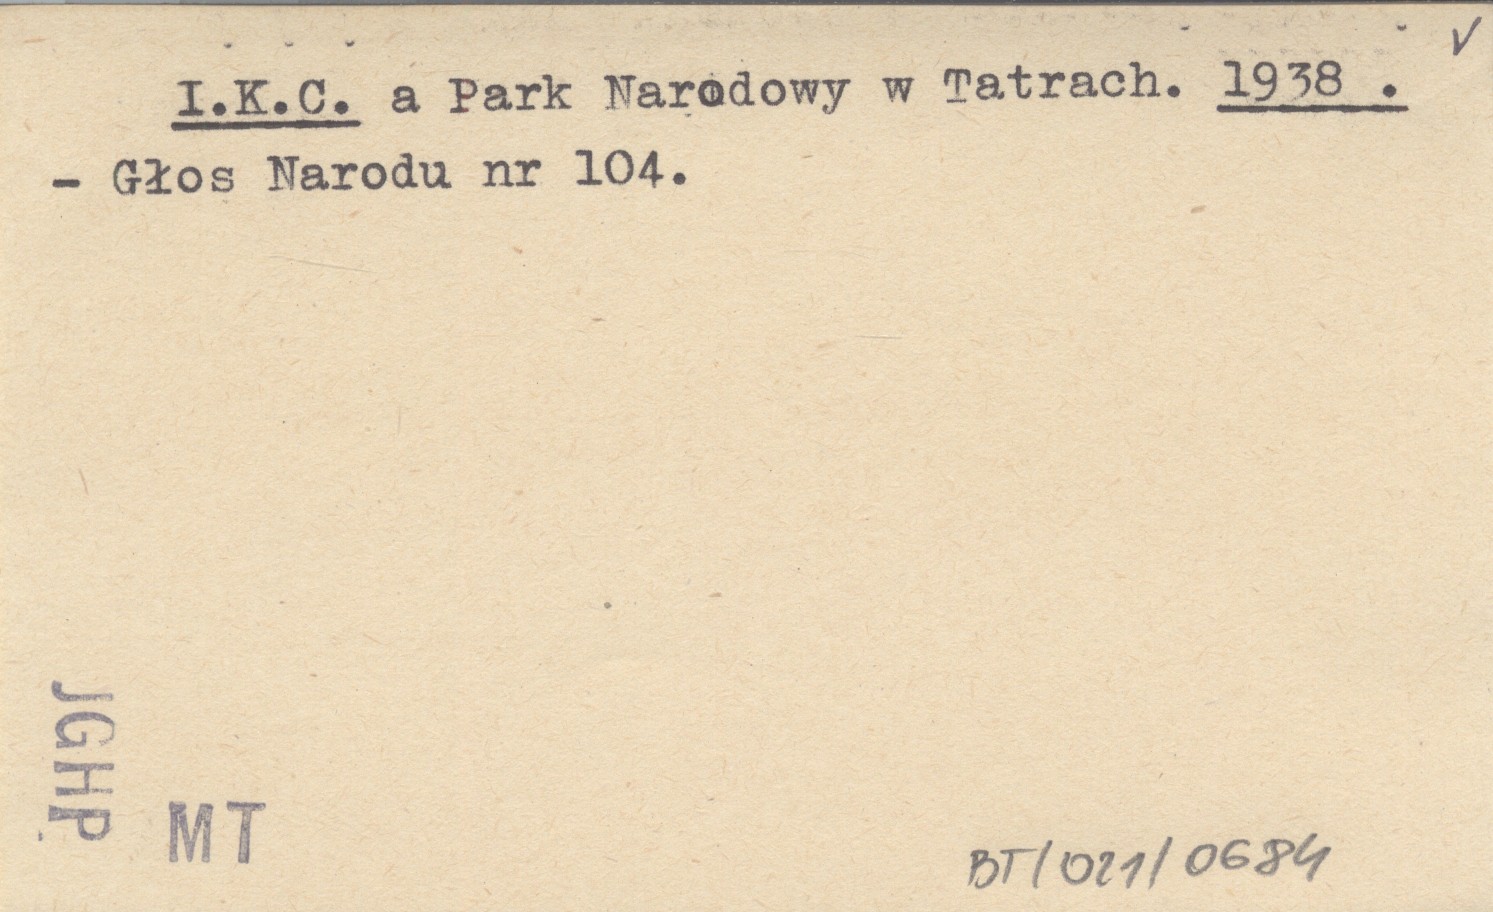 I.K.C. a Park Narodowy w Tatrach. 1938 .
- Głos Narodu nr 104.
JGHP
MT
BT/021/0684